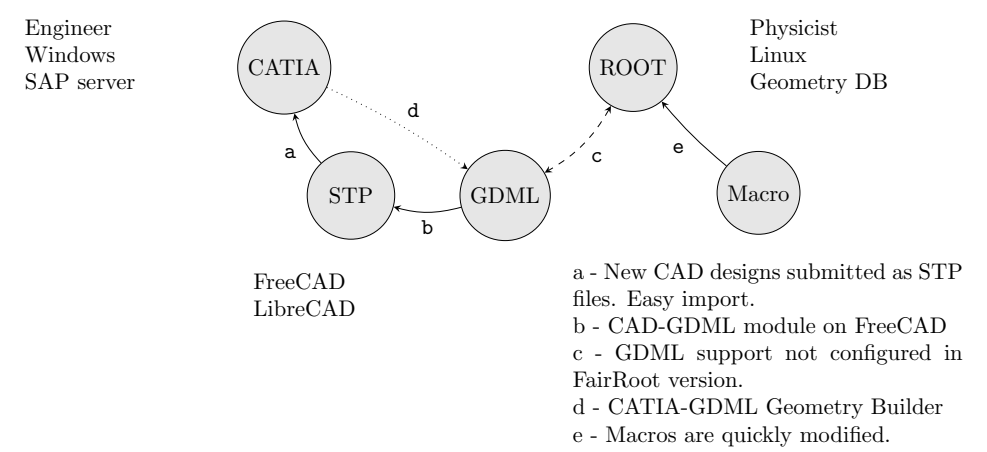 Engineer
Windows
SAP server
CATIA
ROOT
Physicist
Linux
Geometry DB
d
a
c
e
STP
GDML
Macro
b
FreeCAD
LibreCAD
a - New CAD designs submitted as STP
files. Easy import.
b - CAD-GDML module on FreeCAD
c - GDML support not configured in
FairRoot version.
d - CATIA-GDML Geometry Builder
e - Macros are quickly modified.